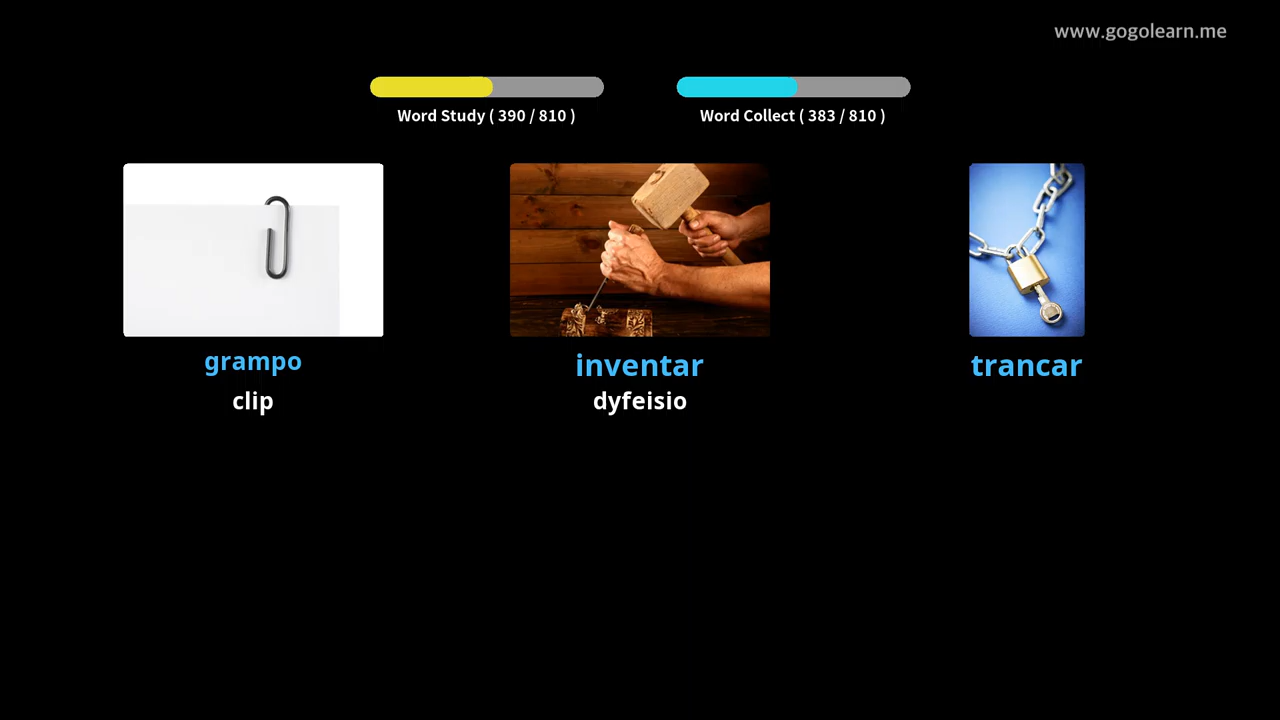 www.gogolearn.me
Word Study ( 390 / 810 )
Word Collect ( 383 / 810 )
grampo
clip
inventar
dyfeisio
trancar